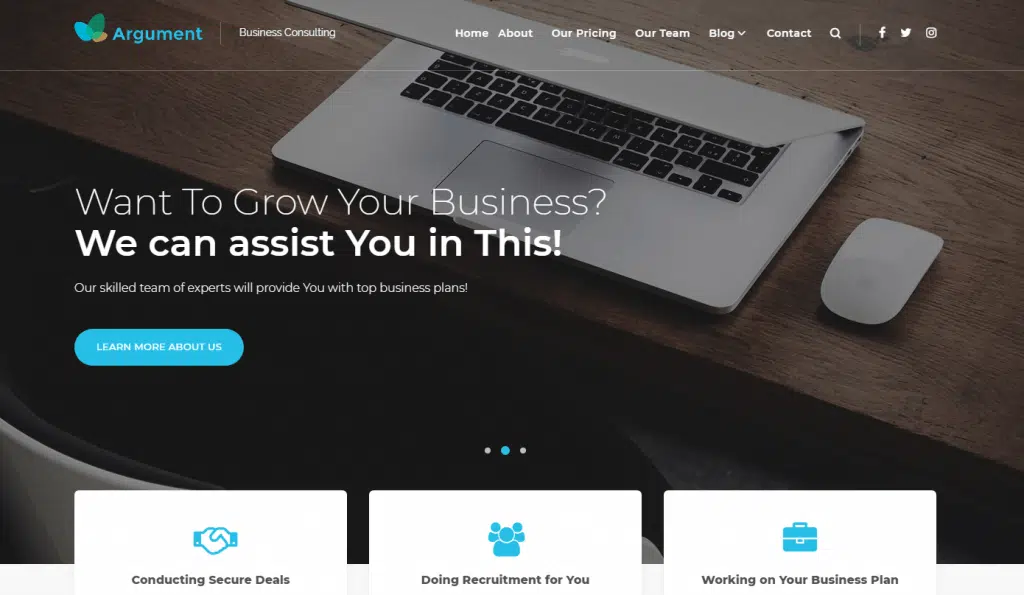 Argument
Business Consulting
Home About Our Pricing Our Team Blog Contact
Want To Grow Your Business?
We can assist You in This!
Our skilled team of experts will provide You with top business plans!
LEARN MORE ABOUT US
Conducting Secure Deals
Doing Recruitment for You
Working on Your Business Plan